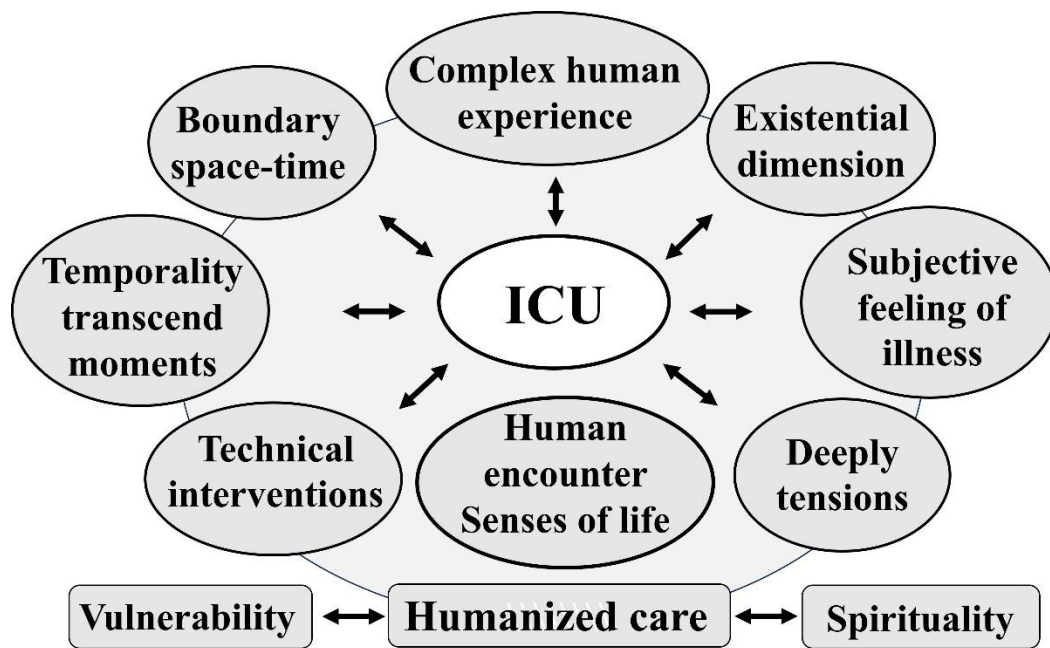 Complex human
experience
Boundary
space-time
Existential
dimension
Temporality
transcend
moments
ICU
Subjective
feeling of
illness
Technical
interventions
Human
encounter
Senses of life
Deeply
tensions
Vulnerability
Humanized care
Spirituality